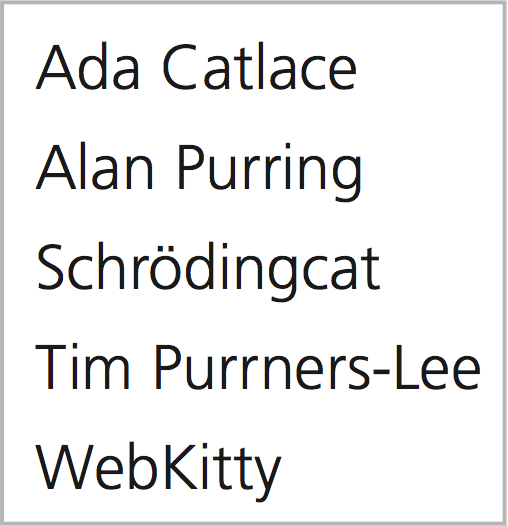 Ada Catlace
Alan Purring
Schrödingcat
Tim Purrners-Lee
WebKitty